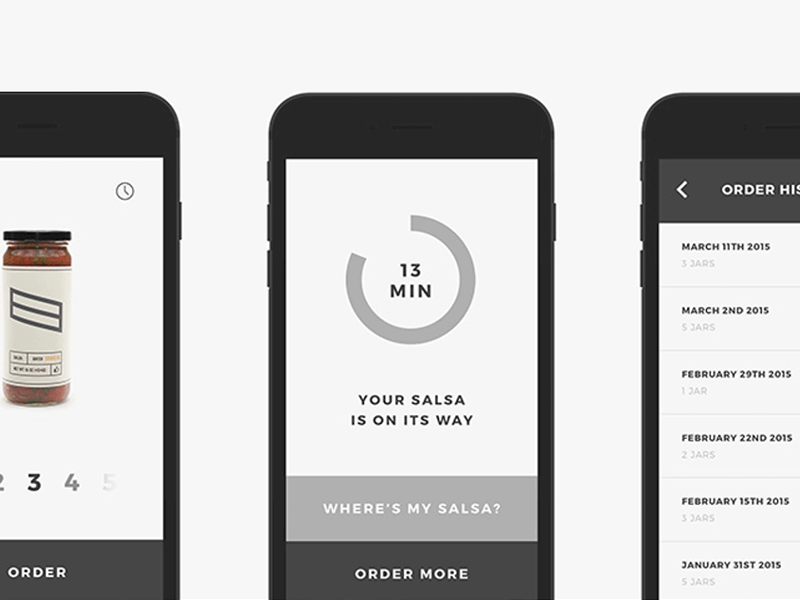 2 3 4 5
ORDER
13
MIN
YOUR SALSA
IS ON ITS WAY
WHERE'S MY SALSA?
ORDER MORE
ORDER HIS
MARCH 11TH 2015
3 JARS
MARCH 2ND 2015
5 JARS
FEBRUARY 29TH 2015
1 JAR
FEBRUARY 22ND 2015
2 JARS
FEBRUARY 15TH 2015
3 JARS
JANUARY 31ST 2015
5 JARS